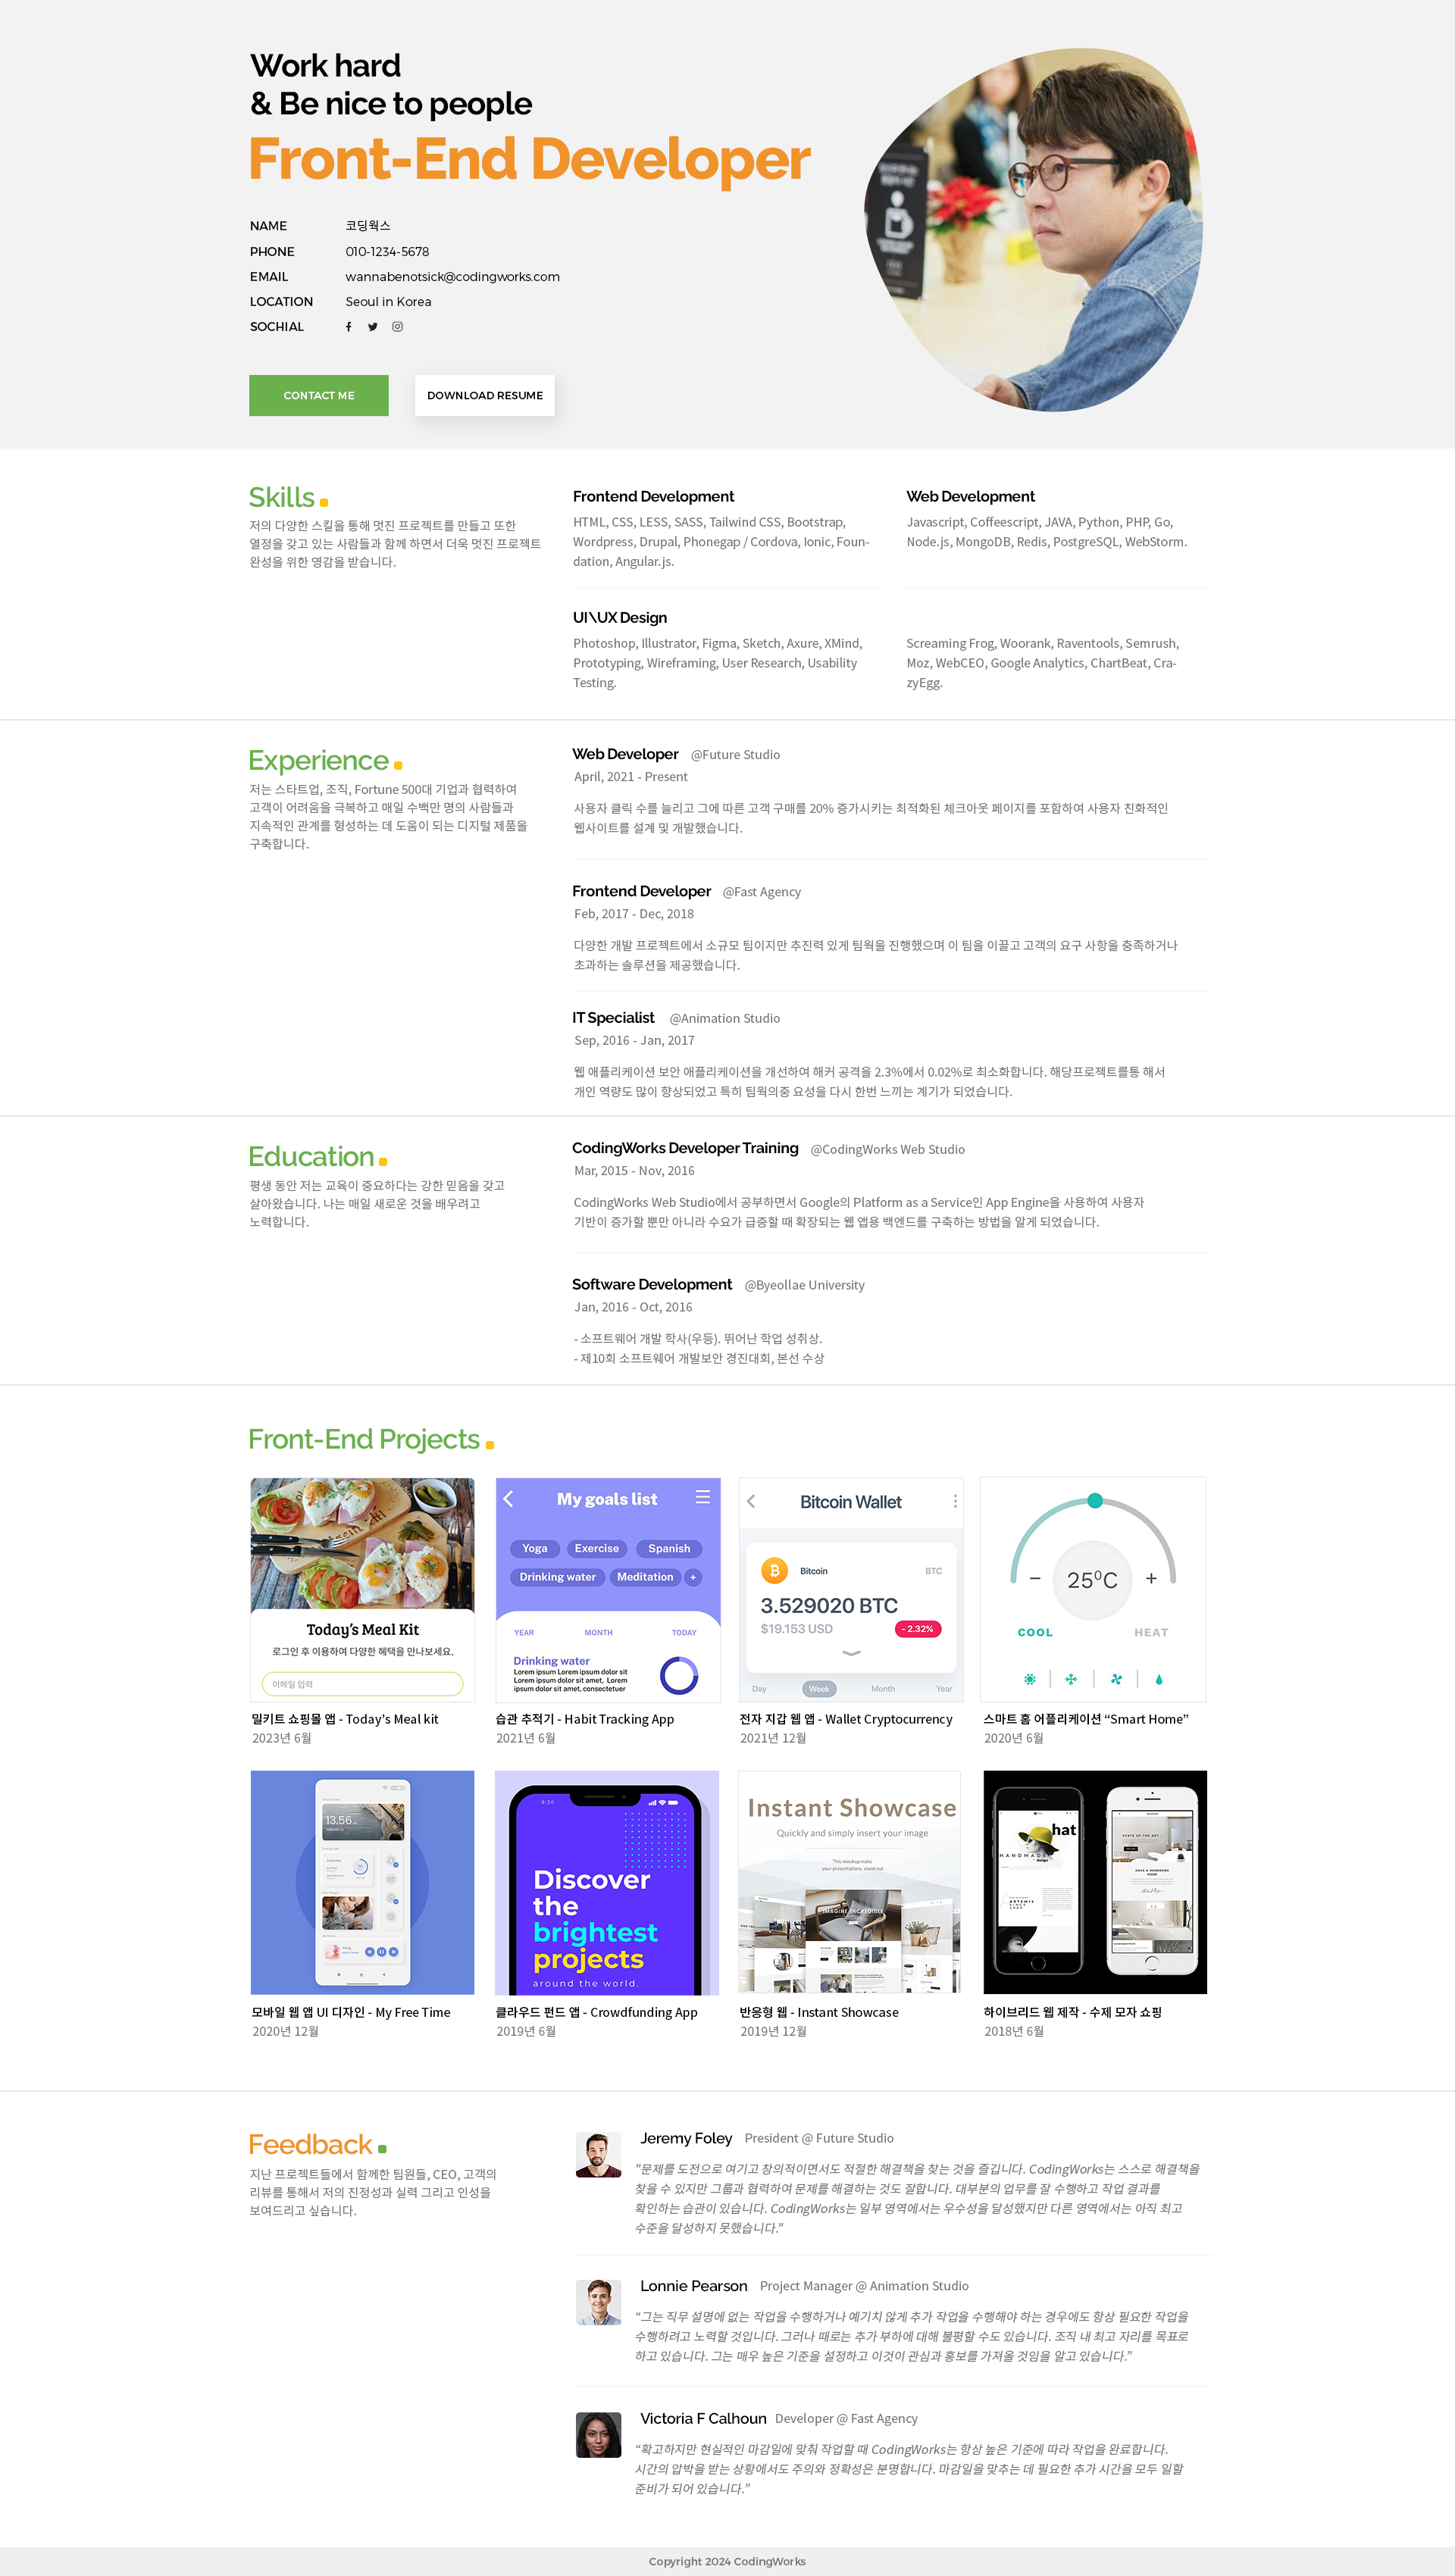 Work hard
& Be nice to people
Front-End Developer
NAME 코딩웍스
PHONE 010-1234-5678
EMAIL wannabenotsick@codingworks.com
LOCATION Seoul in Korea
SOCHIAL
CONTACT ME
DOWNLOAD RESUME
Skills
저의 다양한 스킬을 통해 멋진 프로젝트를 만들고 또한
열정을 갖고 있는 사람들과 함께 하면서 더욱 멋진 프로젝트
완성을 위한 영감을 받습니다.
Frontend Development
HTML, CSS, LESS, SASS, Tailwind CSS, Bootstrap,
Wordpress, Drupal, Phonegap / Cordova, Ionic, Foun-
dation, Angular.js.
Web Development
Javascript, Coffeescript, JAVA, Python, PHP, Go,
Node.js, MongoDB, Redis, PostgreSQL, WebStorm.
UI\UX Design
Photoshop, Illustrator, Figma, Sketch, Axure, XMind,
Prototyping, Wireframing, User Research, Usability
Testing.
Screaming Frog, Woorank, Raventools, Semrush,
Moz, WebCEO, Google Analytics, ChartBeat, Cra-
zyEgg.
Experience
저는 스타트업, 조직, Fortune 500대 기업과 협력하여
고객이 어려움을 극복하고 매일 수백만 명의 사람들과
지속적인 관계를 형성하는 데 도움이 되는 디지털 제품을
구축합니다.
Web Developer @Future Studio
April, 2021 - Present
사용자 클릭 수를 늘리고 그에 따른 고객 구매를 20% 증가시키는 최적화된 체크아웃 페이지를 포함하여 사용자 친화적인
웹사이트를 설계 및 개발했습니다.
Frontend Developer @Fast Agency
Feb, 2017 - Dec, 2018
다양한 개발 프로젝트에서 소규모 팀이지만 추진력 있게 팀웍을 진행했으며 이 팀을 이끌고 고객의 요구 사항을 충족하거나
초과하는 솔루션을 제공했습니다.
IT Specialist @Animation Studio
Sep, 2016 - Jan, 2017
웹 애플리케이션 보안 애플리케이션을 개선하여 해커 공격을 2.3%에서 0.02%로 최소화합니다. 해당프로젝트를통 해서
개인 역량도 많이 향상되었고 특히 팀웍의중 요성을 다시 한번 느끼는 계기가 되었습니다.
Education
평생 동안 저는 교육이 중요하다는 강한 믿음을 갖고
살아왔습니다. 나는 매일 새로운 것을 배우려고
노력합니다.
CodingWorks Developer Training @CodingWorks Web Studio
Mar, 2015 - Nov, 2016
CodingWorks Web Studio에서 공부하면서 Google의 Platform as a Service인 App Engine을 사용하여 사용자
기반이 증가할 뿐만 아니라 수요가 급증할 때 확장되는 웹 앱용 백엔드를 구축하는 방법을 알게 되었습니다.
Software Development @Byeollae University
Jan, 2016 - Oct, 2016
- 소프트웨어 개발 학사(우등). 뛰어난 학업 성취상.
- 제10회 소프트웨어 개발보안 경진대회, 본선 수상
Front-End Projects
Today's Meal Kit
로그인 후 이용하여 다양한 혜택을 만나보세요.
이메일 입력
밀키트 쇼핑몰 앱 - Today's Meal kit
2023년 6월
My goals list
Yoga Exercise Spanish
Drinking water Meditation +
YEAR MONTH TODAY
Drinking water
Lorem ipsum Lorem ipsum dolor sit
Lorem ipsum dolor sit amet, Lorem
ipsum dolor sit amet, consectetuer
습관 추적기 - Habit Tracking App
2021년 6월
Bitcoin Wallet
Bitcoin BTC
3.529020 BTC
$19.153 USD - 2.32%
Day Week Month Year
전자 지갑 웹 앱 - Wallet Cryptocurrency
2021년 12월
25°C
− +
COOL HEAT
스마트 홈 어플리케이션 “Smart Home”
2020년 6월
13.56
모바일 웹 앱 UI 디자인 - My Free Time
2020년 12월
8:30
Discover
the
brightest
projects
around the world.
클라우드 펀드 앱 - Crowdfunding App
2019년 6월
Instant Showcase
Quickly and simply insert your image
This mockup make
your presentations, stand out
IMAGINE INCREDIBLE
반응형 웹 - Instant Showcase
2019년 12월
hat
HANDMADE
design
STATE OF THE ART
하이브리드 웹 제작 - 수제 모자 쇼핑
2018년 6월
Feedback
지난 프로젝트들에서 함께한 팀원들, CEO, 고객의
리뷰를 통해서 저의 진정성과 실력 그리고 인성을
보여드리고 싶습니다.
Jeremy Foley President @ Future Studio
"문제를 도전으로 여기고 창의적이면서도 적절한 해결책을 찾는 것을 즐깁니다. CodingWorks는 스스로 해결책을
찾을 수 있지만 그룹과 협력하여 문제를 해결하는 것도 잘합니다. 대부분의 업무를 잘 수행하고 작업 결과를
확인하는 습관이 있습니다. CodingWorks는 일부 영역에서는 우수성을 달성했지만 다른 영역에서는 아직 최고
수준을 달성하지 못했습니다."
Lonnie Pearson Project Manager @ Animation Studio
“그는 직무 설명에 없는 작업을 수행하거나 예기치 않게 추가 작업을 수행해야 하는 경우에도 항상 필요한 작업을
수행하려고 노력할 것입니다. 그러나 때로는 추가 부하에 대해 불평할 수도 있습니다. 조직 내 최고 자리를 목표로
하고 있습니다. 그는 매우 높은 기준을 설정하고 이것이 관심과 홍보를 가져올 것임을 알고 있습니다.”
Victoria F Calhoun Developer @ Fast Agency
“확고하지만 현실적인 마감일에 맞춰 작업할 때 CodingWorks는 항상 높은 기준에 따라 작업을 완료합니다.
시간의 압박을 받는 상황에서도 주의와 정확성은 분명합니다. 마감일을 맞추는 데 필요한 추가 시간을 모두 일할
준비가 되어 있습니다.”
Copyright 2024 CodingWorks